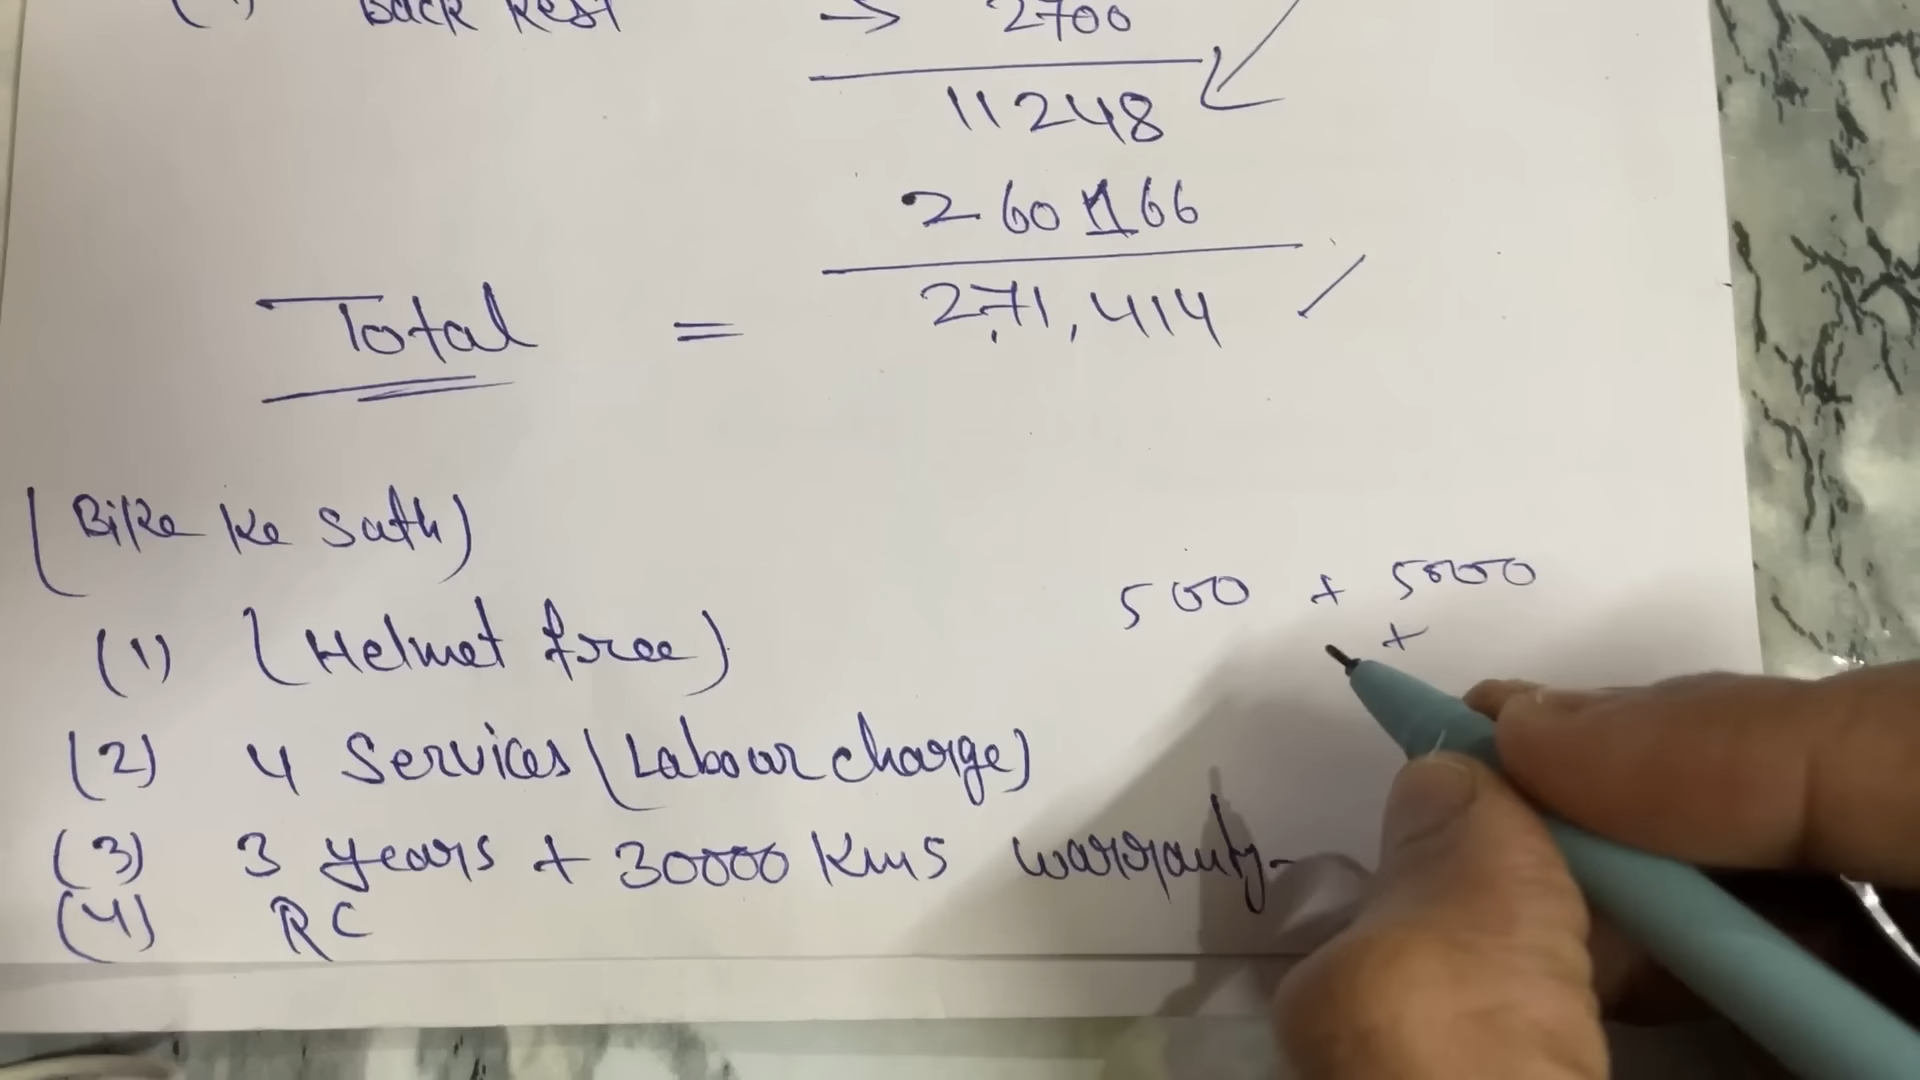 Back Rest → 2700
11248
260166
Total = 271,414
(Bike ke sath)
500 + 5000
+
(1) (Helmet free)
(2) 4 Services (Labour charge)
(3) 3 years + 30000 Kms warranty
(4) RC